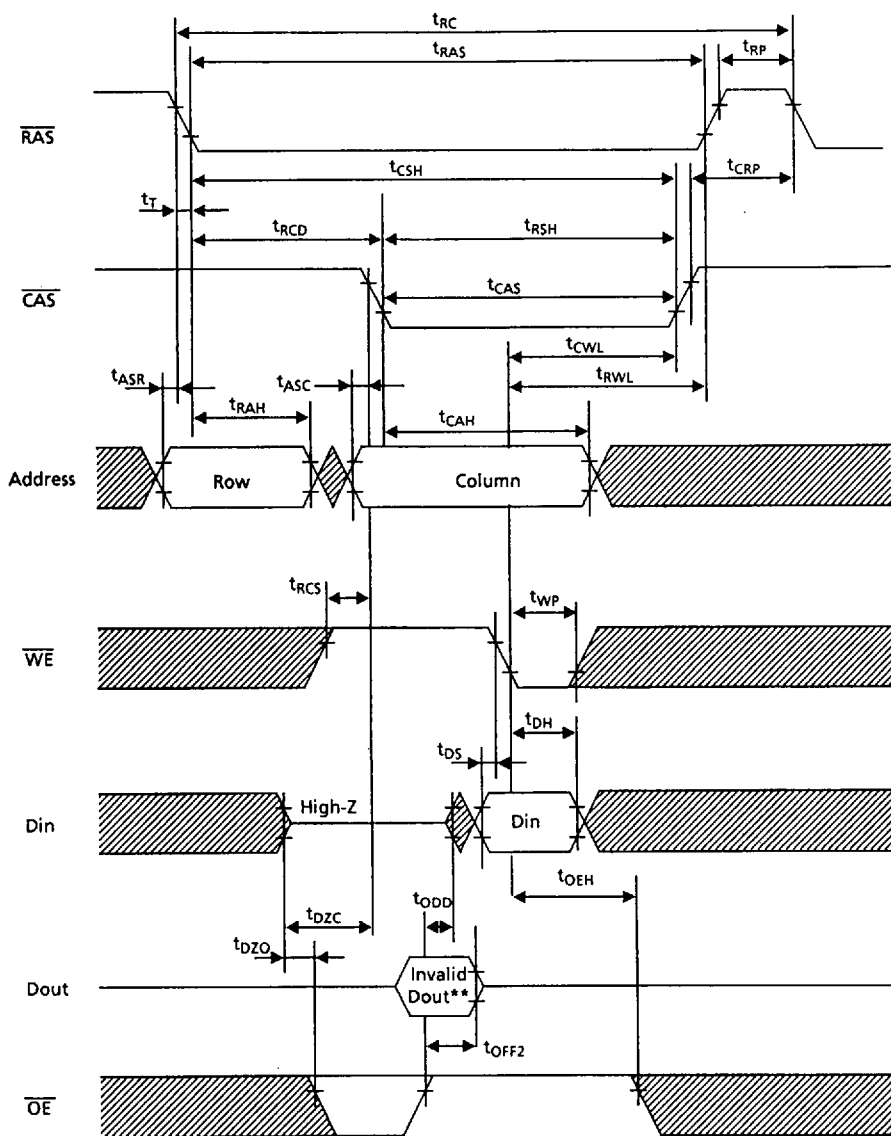 tRC
tRAS
tRP
RAS
tCSH
tCRP
tT
tRCD
tRSH
CAS
tCAS
tCWL
tASR
tASC
tRWL
tRAH
tCAH
Address
Row
Column
tRCS
tWP
WE
tDH
tDS
High-Z
Din
Din
tOEH
tODD
tDZC
tDZO
Dout
Invalid
Dout**
tOFF2
OE